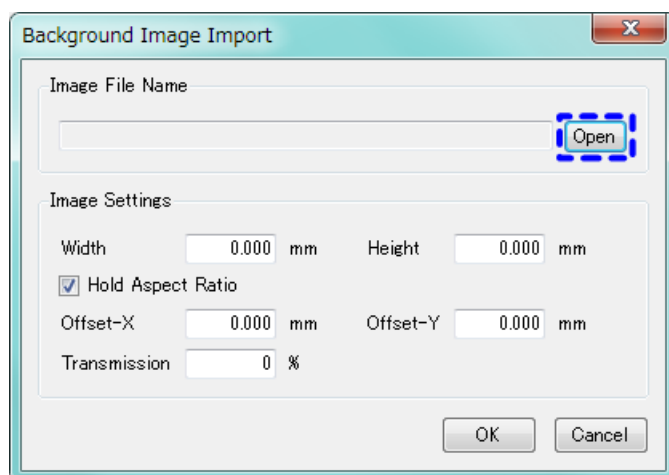 Background Image Import
Image File Name
Open
Image Settings
Width 0.000 mm Height 0.000 mm
Hold Aspect Ratio
Offset-X 0.000 mm Offset-Y 0.000 mm
Transmission 0 %
OK Cancel